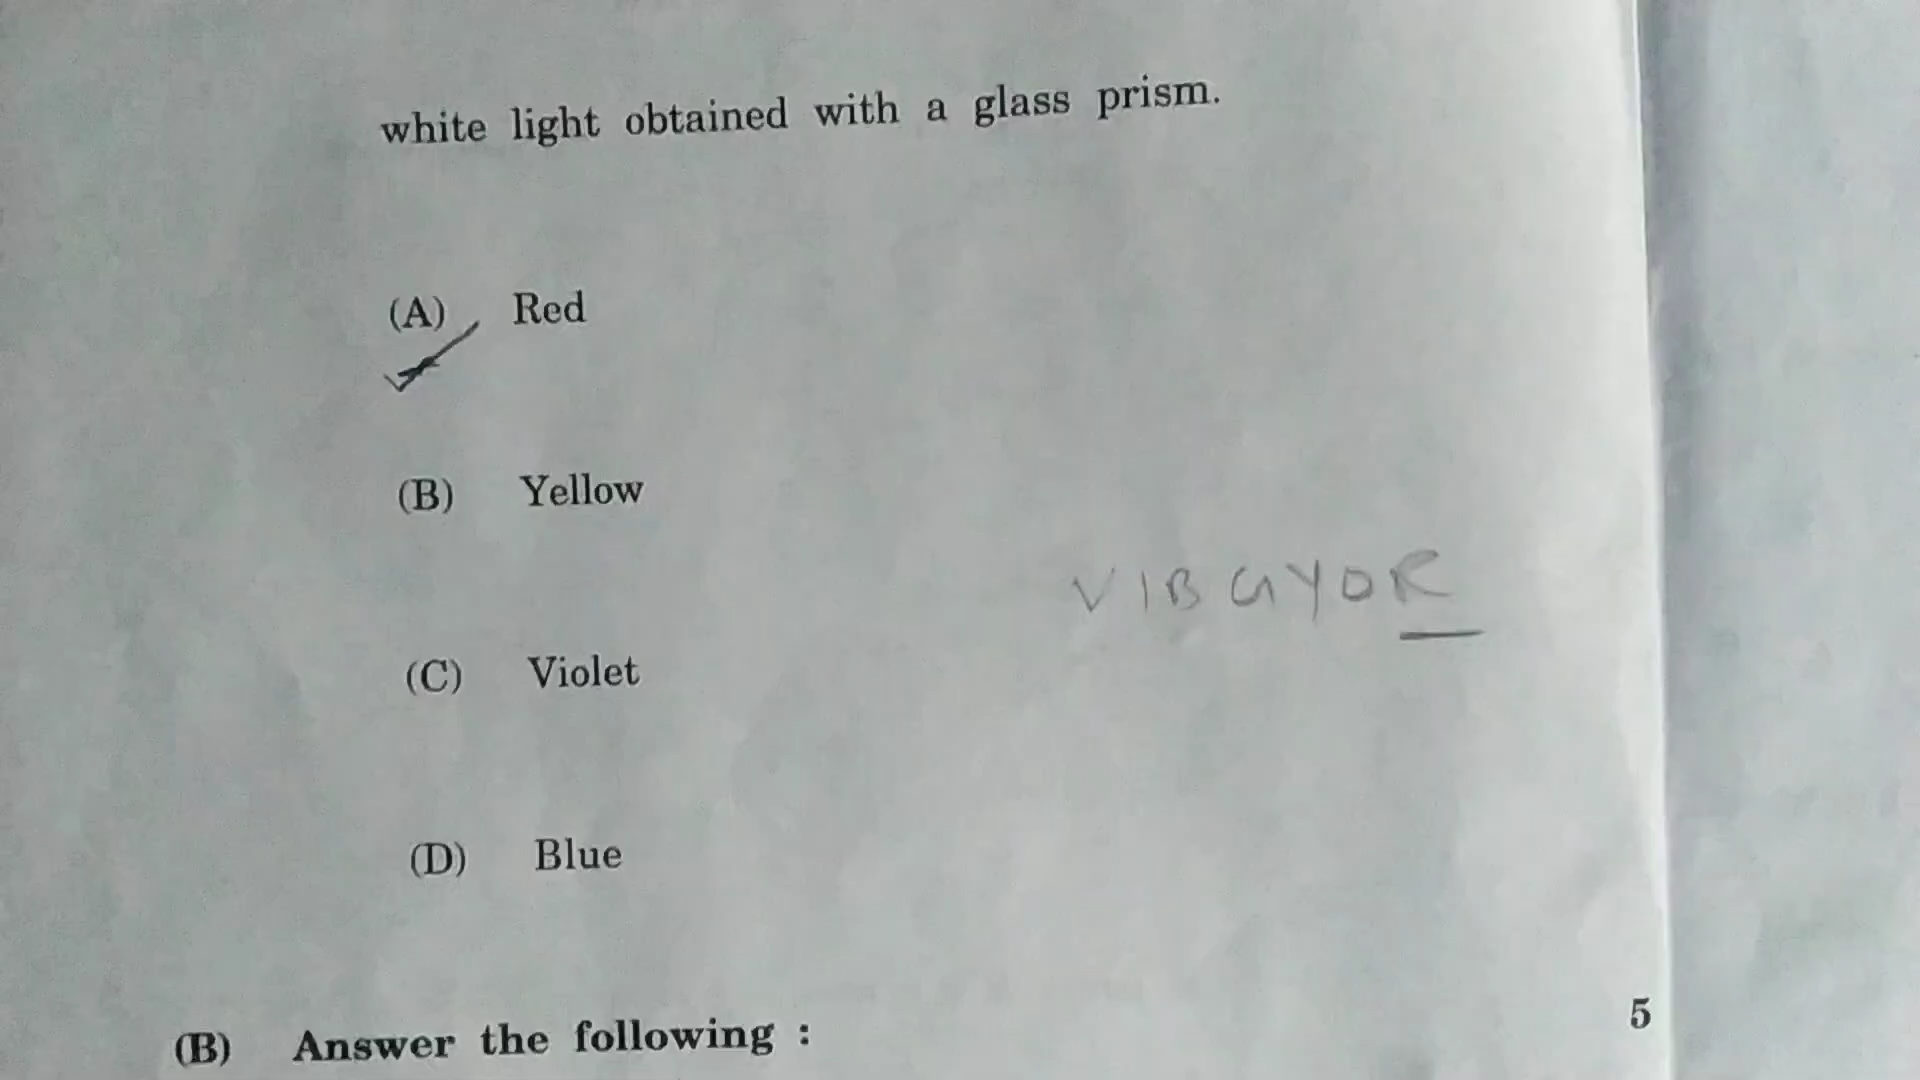 white light obtained with a glass prism.
(A) Red
(B) Yellow
VIBGYOR
(C) Violet
(D) Blue
5
(B) Answer the following :